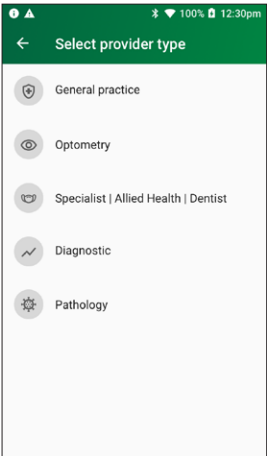 100% 12:30pm
Select provider type
General practice
Optometry
Specialist | Allied Health | Dentist
Diagnostic
Pathology